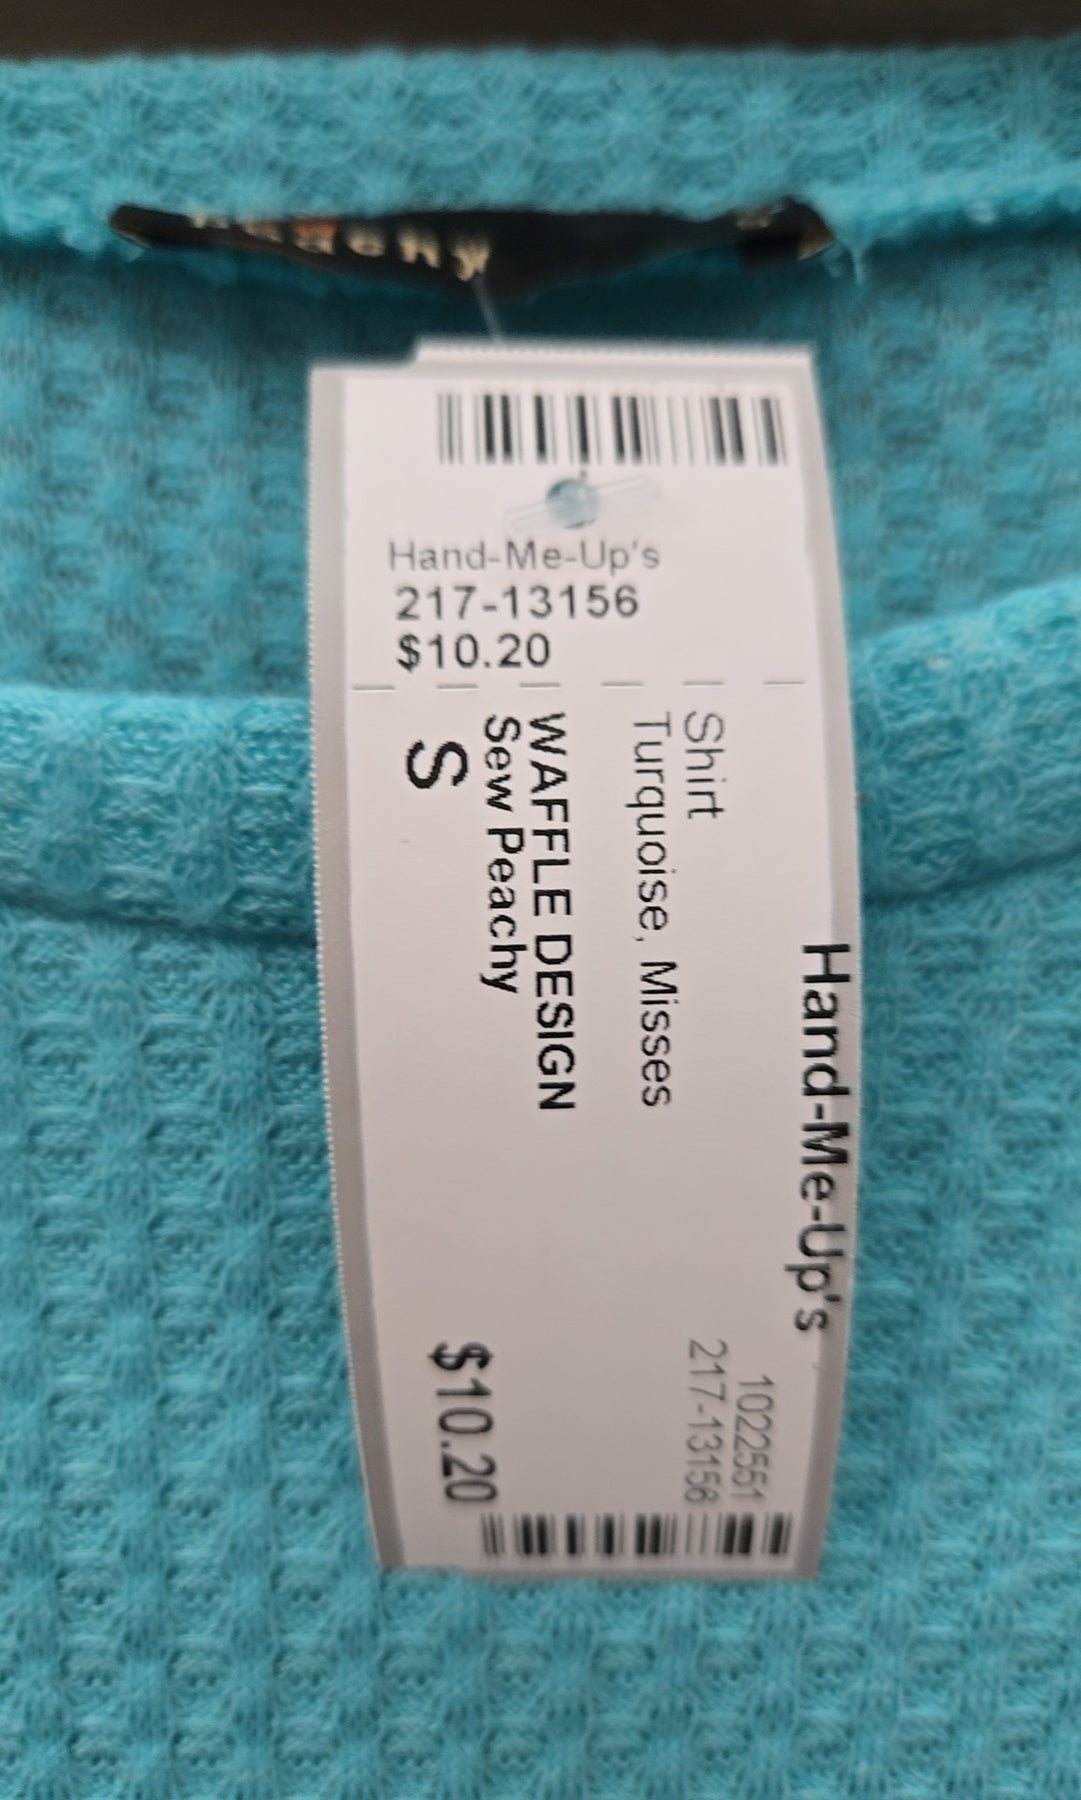 Hand-Me-Up's
217-13156
$10.20
Hand-Me-Up's
1022551
217-13156
Shirt
Turquoise, Misses
WAFFLE DESIGN
Sew Peachy
S
$10.20